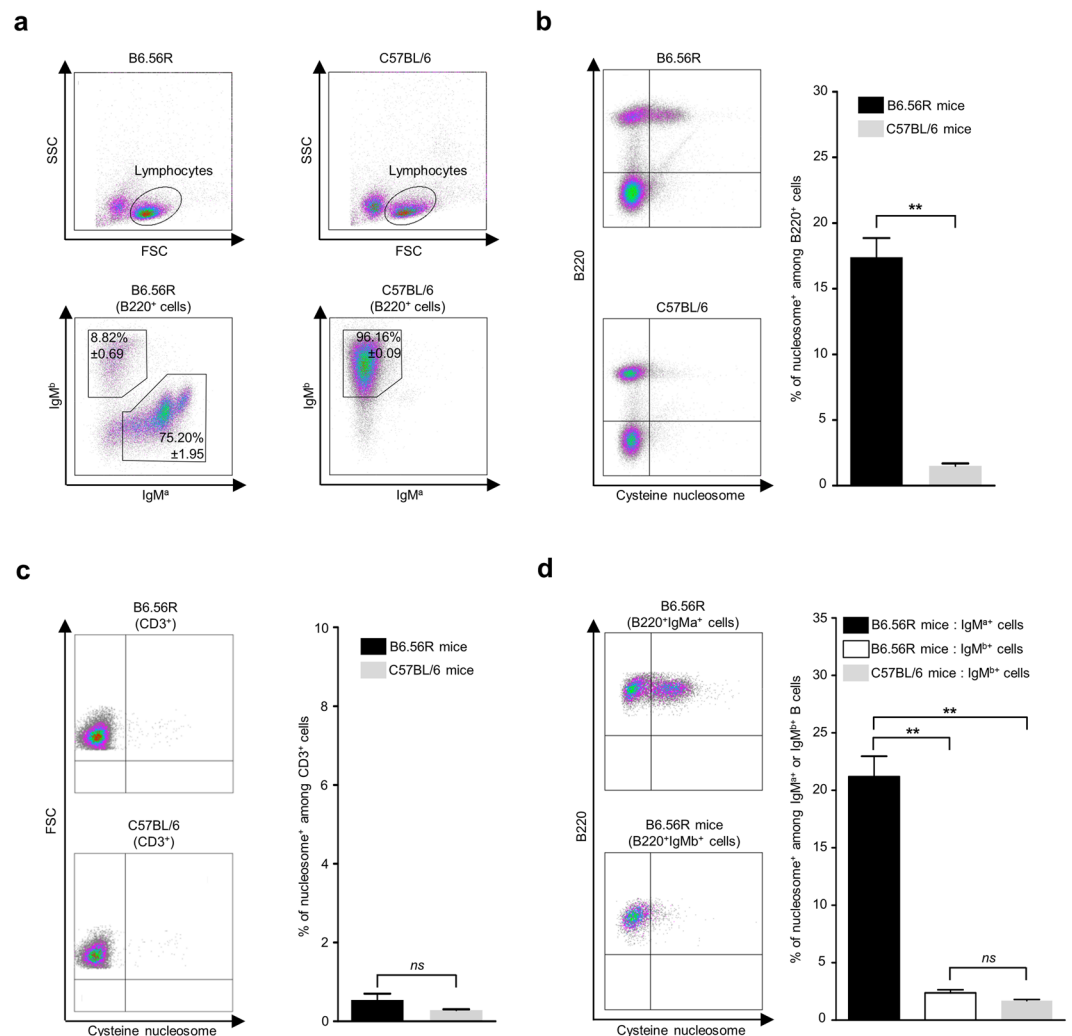 a
B6.56R
C57BL/6
SSC
Lymphocytes
FSC
SSC
Lymphocytes
FSC
B6.56R
(B220⁺ cells)
C57BL/6
(B220⁺ cells)
IgMᵇ
8.82%
±0.69
75.20%
±1.95
IgMᵃ
IgMᵇ
96.16%
±0.09
IgMᵃ
b
B6.56R
C57BL/6
B220
Cysteine nucleosome
% of nucleosome⁺ among B220⁺ cells
30
25
20
15
10
5
0
B6.56R mice
C57BL/6 mice
**
c
B6.56R
(CD3⁺)
C57BL/6
(CD3⁺)
FSC
Cysteine nucleosome
% of nucleosome⁺ among CD3⁺ cells
10
8
6
4
2
0
B6.56R mice
C57BL/6 mice
ns
d
B6.56R
(B220⁺IgMa⁺ cells)
B6.56R mice
(B220⁺IgMb⁺ cells)
B220
Cysteine nucleosome
% of nucleosome⁺ among IgMᵃ⁺ or IgMᵇ⁺ B cells
35
30
25
20
15
10
5
0
B6.56R mice : IgMᵃ⁺ cells
B6.56R mice : IgMᵇ⁺ cells
C57BL/6 mice : IgMᵇ⁺ cells
**
**
ns